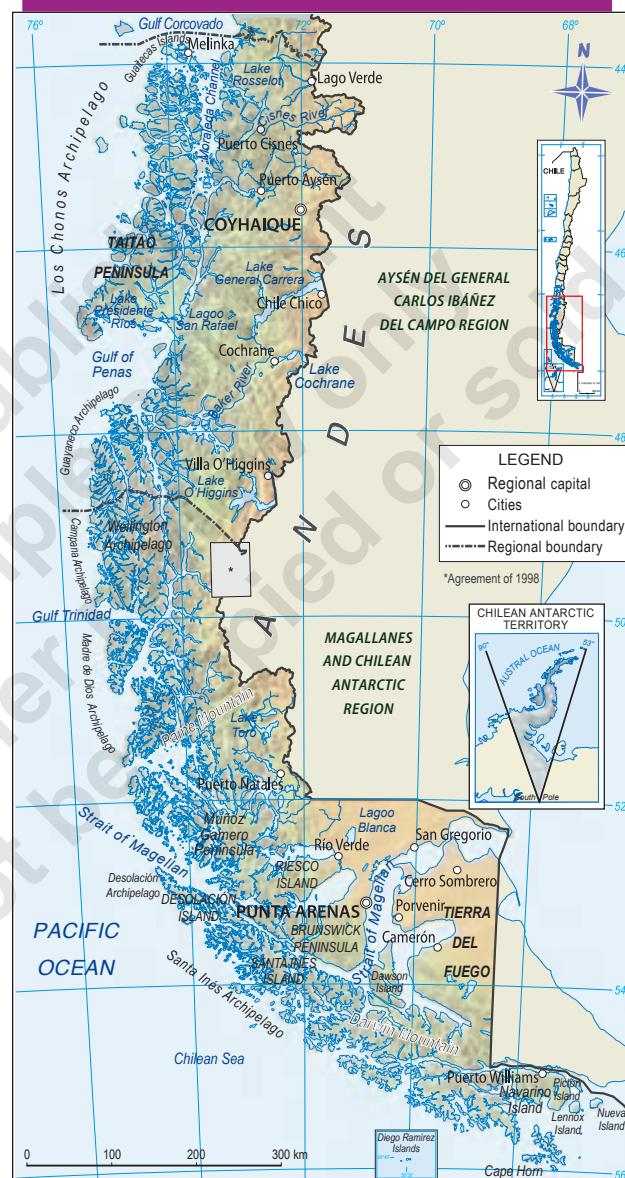 76°
Gulf Corcovado
72°
70°
68°
Guaitecas Islands
Melinka
44
Lake
Rosselot
Lago Verde
Moraleda Channel
Cisnes River
Puerto Cisnes
Puerto Aysén
COYHAIQUE
Los Chonos Archipelago
TAITAO
PENINSULA
46
Lake
General Carrera
Chile Chico
Lake
Presidente
Ríos
Lagoo
San Rafael
Gulf of
Penas
Cochrane
Lake
Cochrane
Baker River
Guayaneco Archipelago
48
Villa O'Higgins
Lake
O'Higgins
Wellington
Archipelago
Campana Archipelago
*
Gulf Trinidad
50
Madre de Dios Archipelago
ANDES
AYSÉN DEL GENERAL
CARLOS IBÁÑEZ
DEL CAMPO REGION
MAGALLANES
AND CHILEAN
ANTARCTIC
REGION
N
CHILE
LEGEND
Regional capital
Cities
International boundary
Regional boundary
*Agreement of 1998
CHILEAN ANTARCTIC
TERRITORY
90°
53°
AUSTRAL OCEAN
South Pole
Paine Mountain
Lake
Toro
Puerto Natales
52
Strait of Magellan
Muñoz
Gamero
Peninsula
Lagoo
Blanca
San Gregorio
Río Verde
RIESCO
ISLAND
Cerro Sombrero
Desolación
Archipelago
DESOLACIÓN
ISLAND
PUNTA ARENAS
Porvenir
Strait of Magellan
TIERRA
DEL
FUEGO
BRUNSWICK
PENINSULA
Camerón
PACIFIC
OCEAN
SANTA INÉS
ISLAND
Dawson
Island
Santa Inés Archipelago
54
Darwin Mountain
Chilean Sea
Puerto Williams
Navarino
Island
Picton
Island
Lennox
Island
Nueva
Island
Diego Ramírez
Islands
Cape Horn
0 100 200 300 km